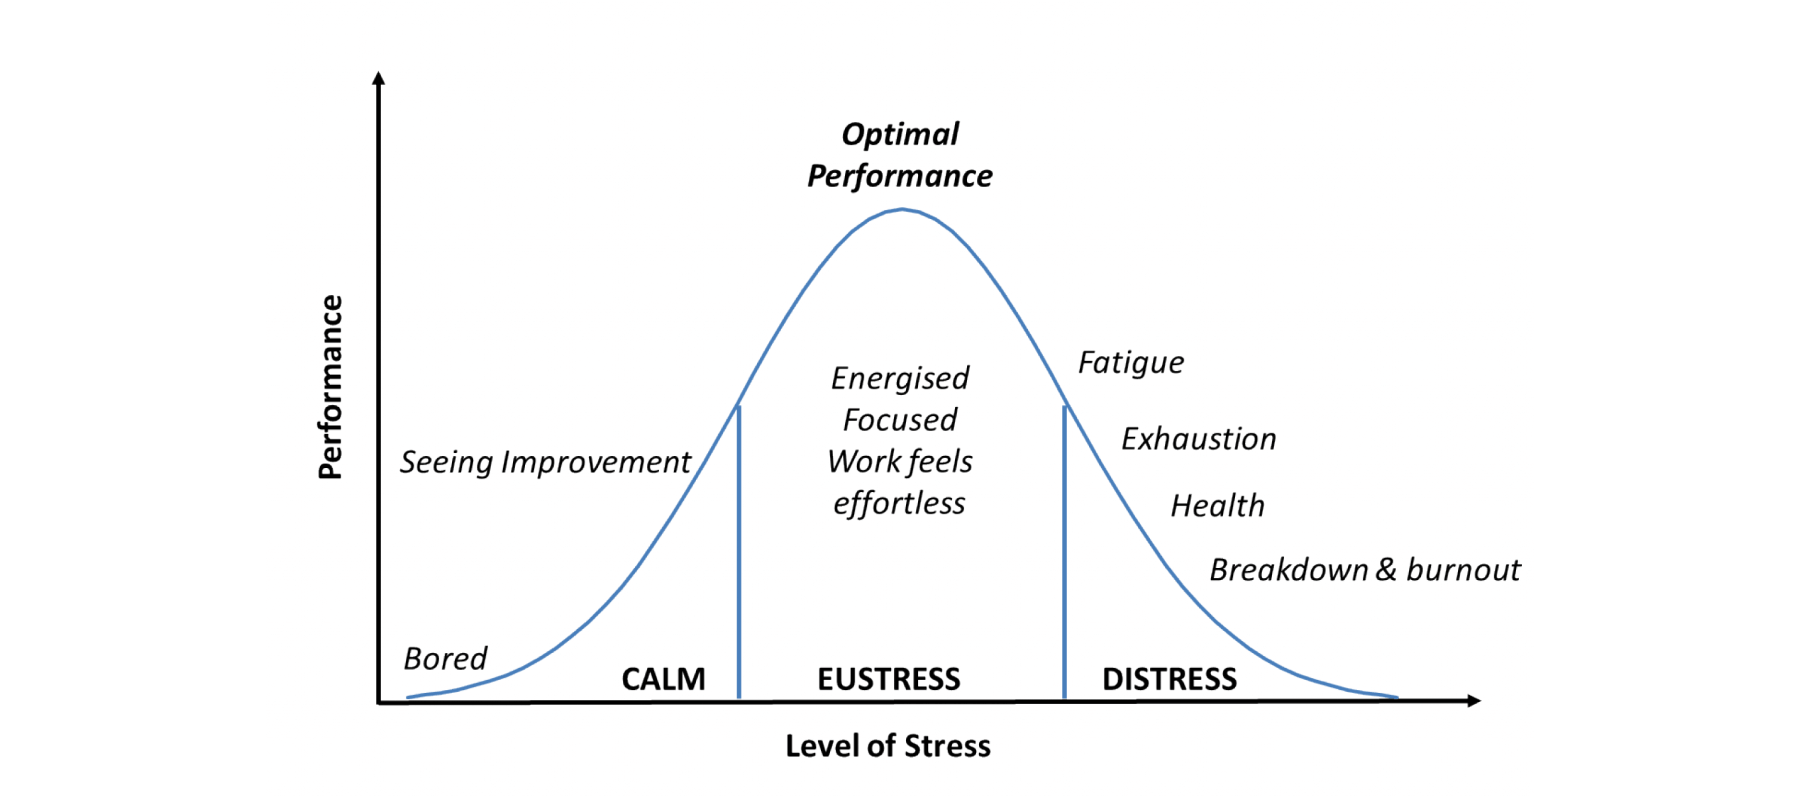 Optimal
Performance
Performance
Fatigue
Energised
Focused
Work feels
effortless
Exhaustion
Seeing Improvement
Health
Breakdown & burnout
Bored
CALM
EUSTRESS
DISTRESS
Level of Stress